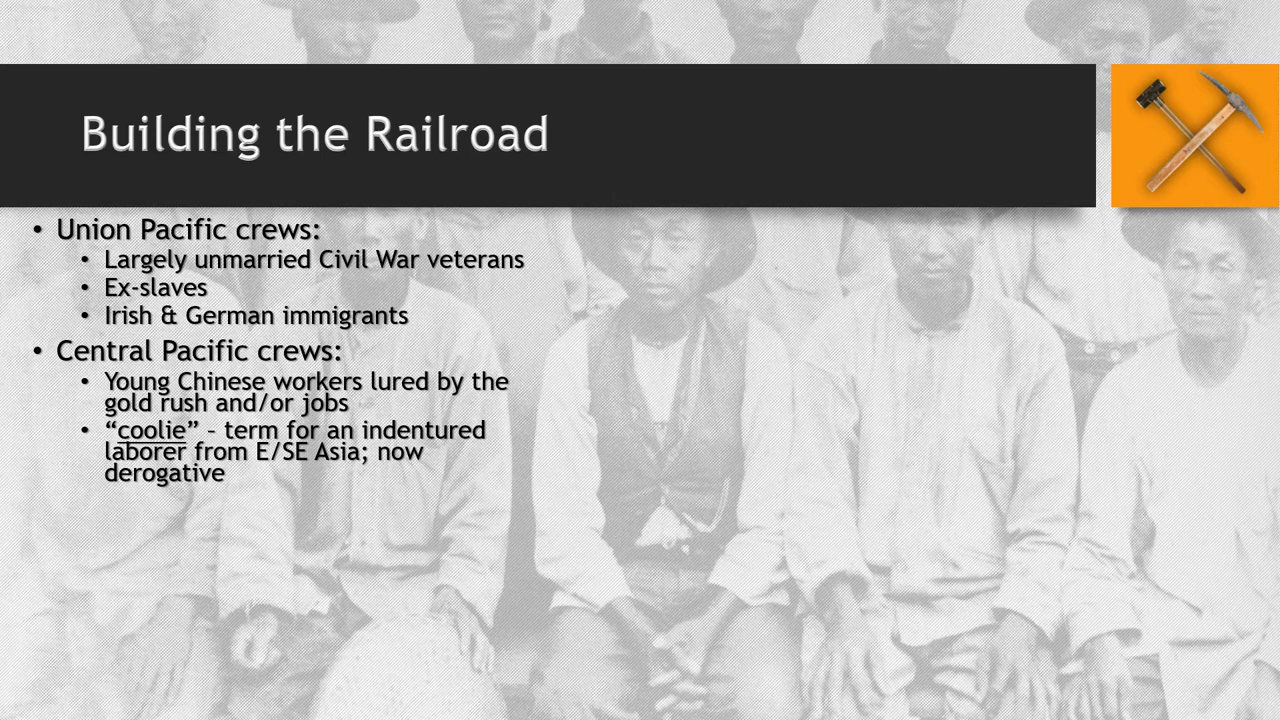 Building the Railroad
• Union Pacific crews:
• Largely unmarried Civil War veterans
• Ex-slaves
• Irish & German immigrants
• Central Pacific crews:
• Young Chinese workers lured by the
gold rush and/or jobs
• “coolie” – term for an indentured
laborer from E/SE Asia; now
derogative